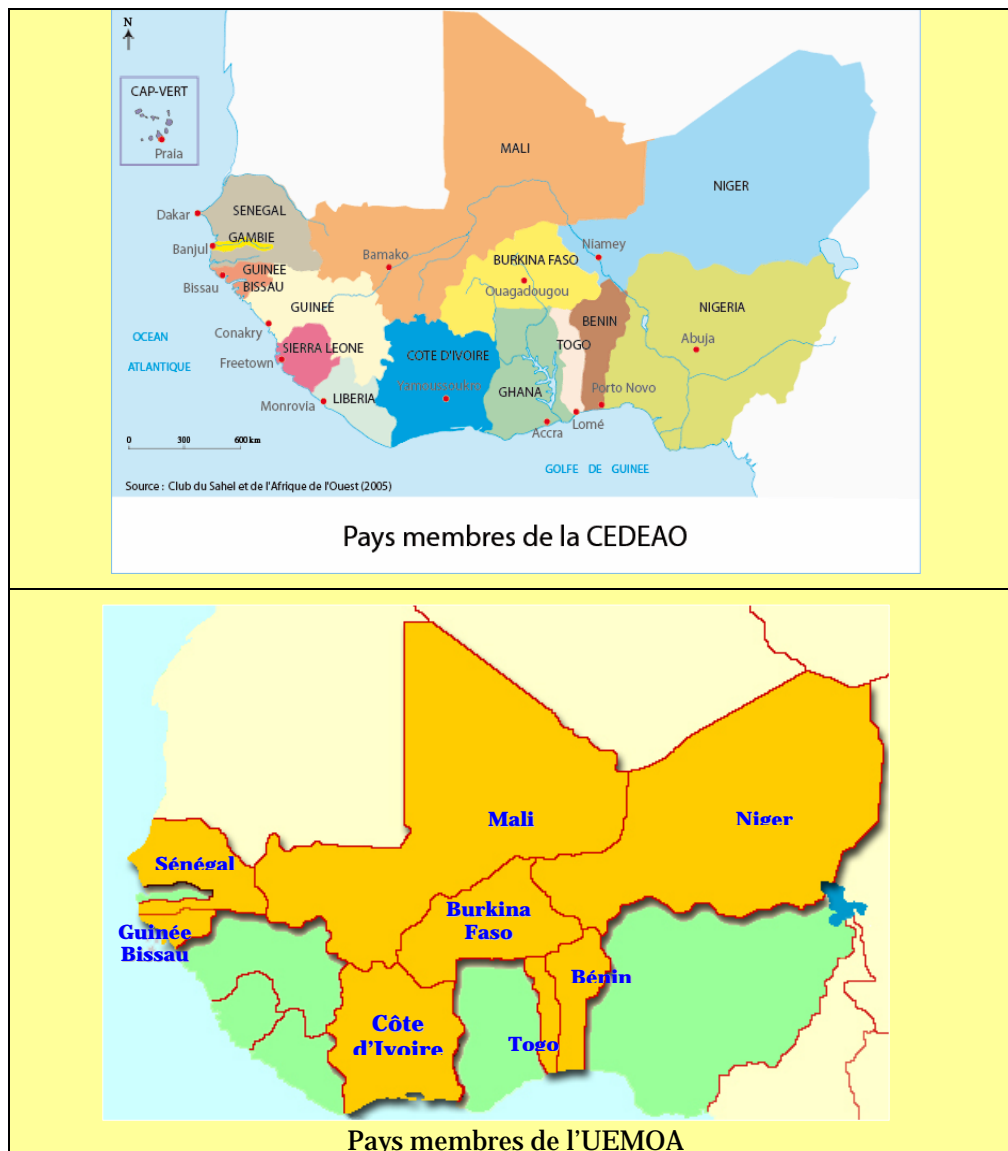 N
CAP-VERT
Praia
MALI
NIGER
Dakar
SENEGAL
GAMBIE
Banjul
GUINEE
BISSAU
Bissau
Bamako
BURKINA FASO
Niamey
Ouagadougou
GUINEE
BENIN
NIGERIA
Conakry
OCEAN
ATLANTIQUE
SIERRA LEONE
Freetown
COTE D'IVOIRE
TOGO
Abuja
Yamoussoukro
GHANA
Porto Novo
LIBERIA
Monrovia
Accra
Lomé
0 300 600 km
GOLFE DE GUINEE
Source : Club du Sahel et de l'Afrique de l'Ouest (2005)
Pays membres de la CEDEAO
Mali
Niger
Sénégal
Burkina
Faso
Guinée
Bissau
Bénin
Côte
d'Ivoire
Togo
Pays membres de l'UEMOA